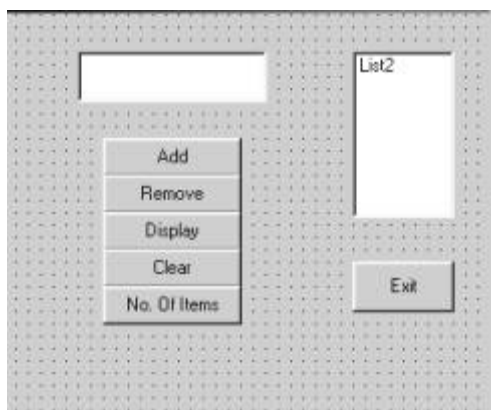 List2
Add
Remove
Display
Clear
No. Of Items
Exit